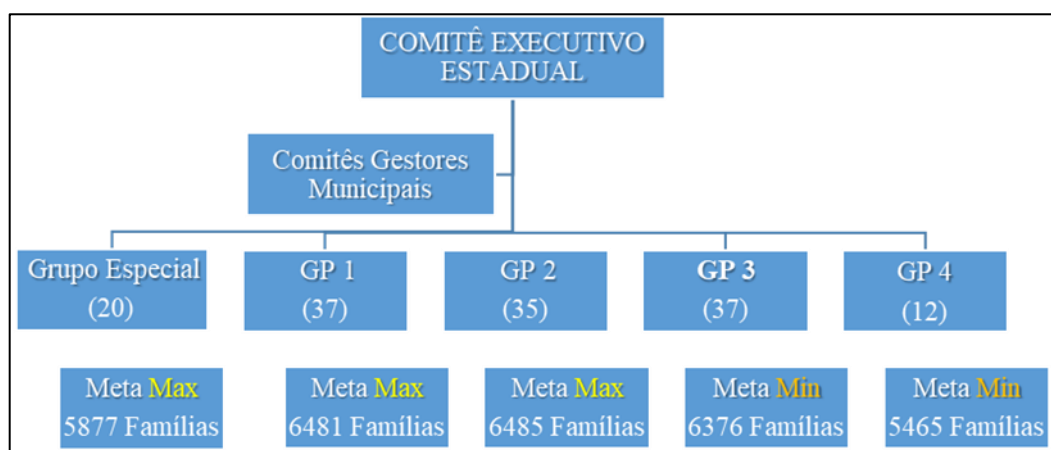 COMITÊ EXECUTIVO
ESTADUAL
Comitês Gestores
Municipais
Grupo Especial
(20)
GP 1
(37)
GP 2
(35)
GP 3
(37)
GP 4
(12)
Meta Max
5877 Famílias
Meta Max
6481 Famílias
Meta Max
6485 Famílias
Meta Mín
6376 Famílias
Meta Mín
5465 Famílias